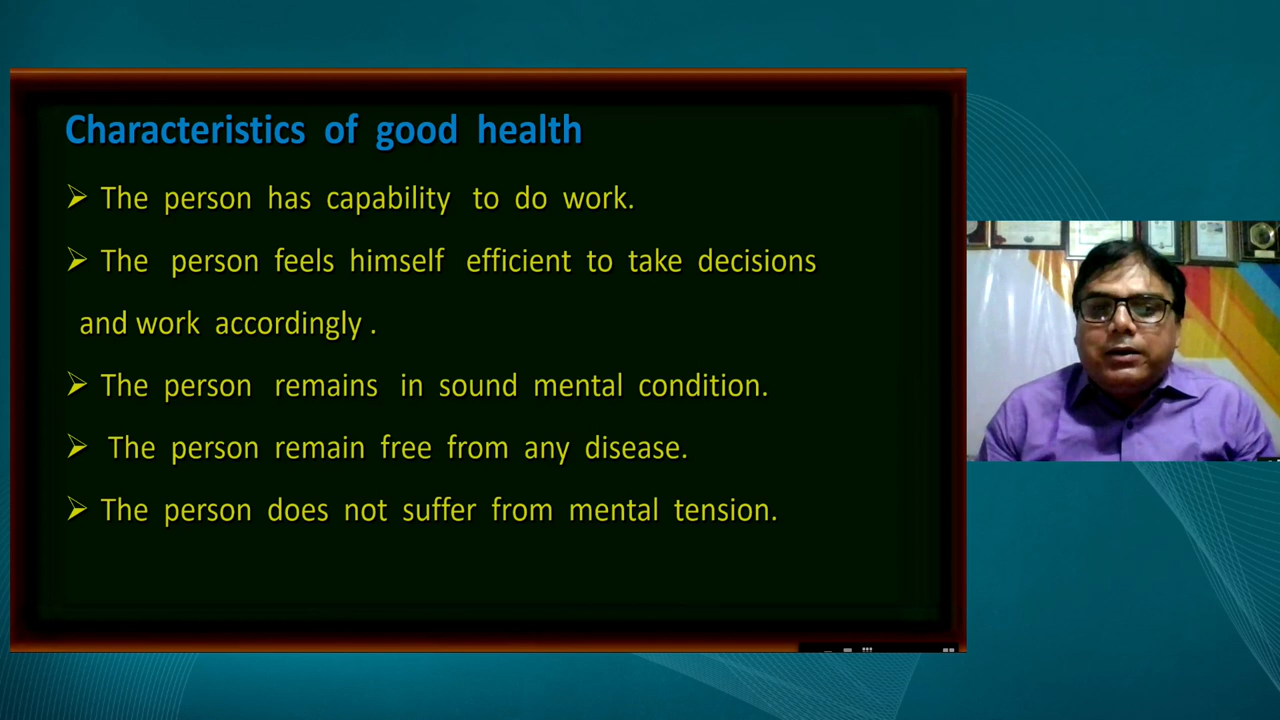 Characteristics of good health
➢ The person has capability to do work.
➢ The person feels himself efficient to take decisions
and work accordingly .
➢ The person remains in sound mental condition.
➢ The person remain free from any disease.
➢ The person does not suffer from mental tension.